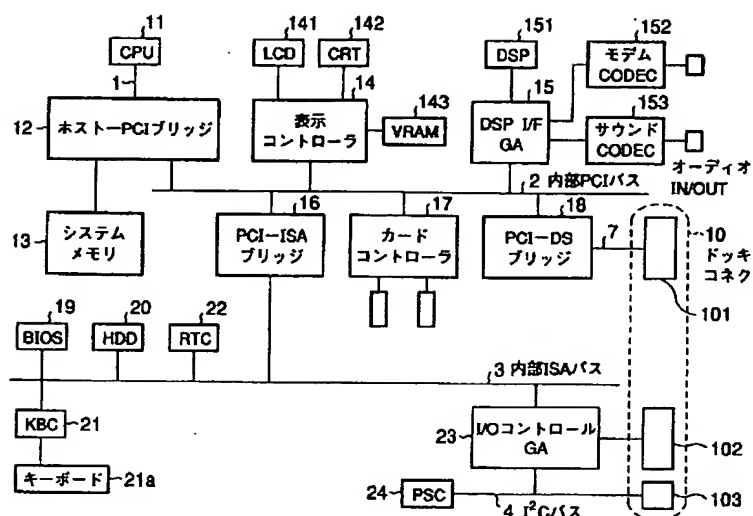 11
CPU
1
12
ホストーPCIブリッジ
13
システム
メモリ
141
LCD
142
CRT
14
表示
コントローラ
143
VRAM
151
DSP
15
DSP I/F
GA
152
モデム
CODEC
153
サウンド
CODEC
オーディオ
IN/OUT
2 内部PCIバス
16
PCI-ISA
ブリッジ
17
カード
コントローラ
18
PCI-DS
ブリッジ
7
10
ドッキ
コネク
101
19
BIOS
20
HDD
22
RTC
3 内部ISAバス
KBC
21
キーボード
21a
23
I/Oコントロール
GA
102
24
PSC
4 I²Cバス
103